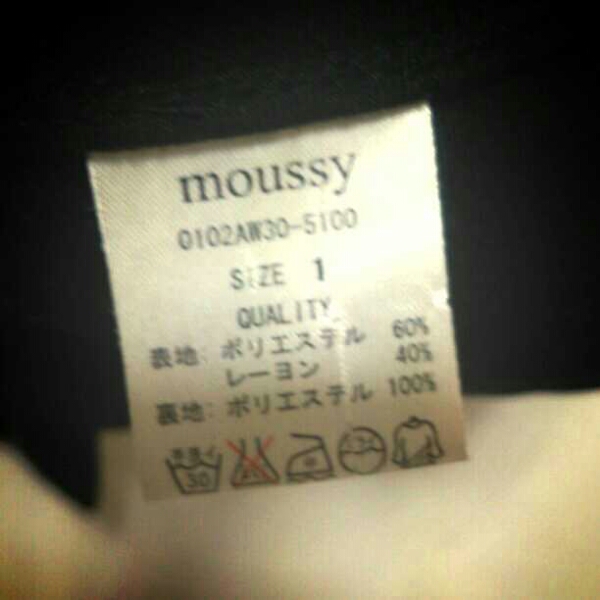 moussy
0102AW30-5100
SIZE 1
QUALITY
表地: ポリエステル 60%
レーヨン 40%
裏地: ポリエステル 100%
30